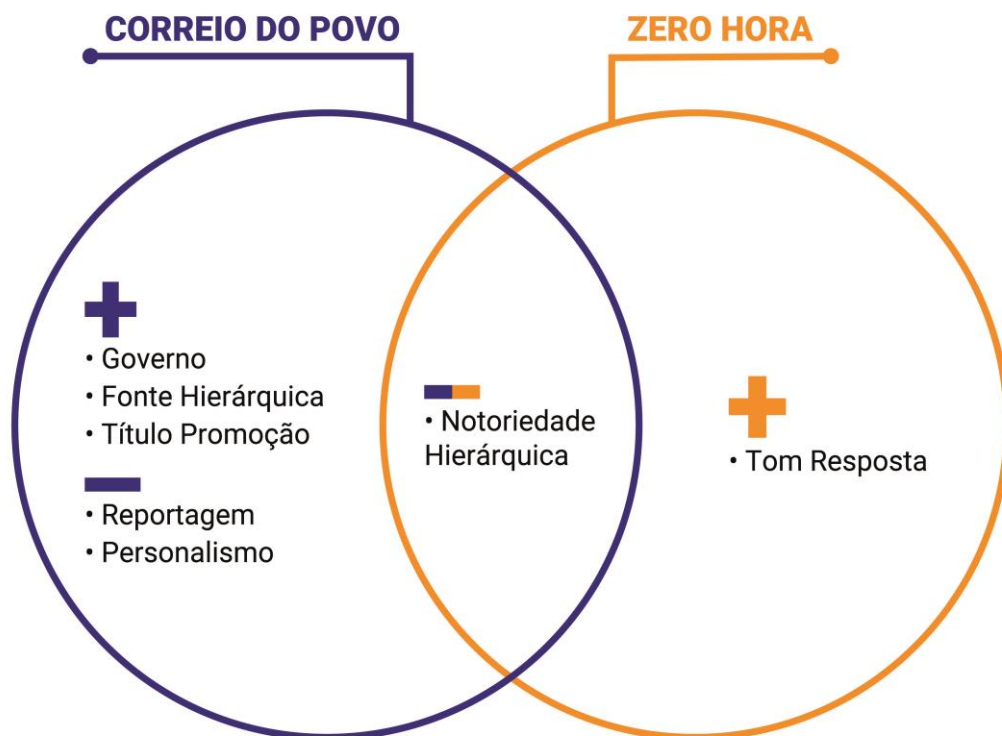 CORREIO DO POVO
ZERO HORA
• Governo
• Fonte Hierárquica
• Título Promoção
• Reportagem
• Personalismo
• Notoriedade
Hierárquica
• Tom Resposta